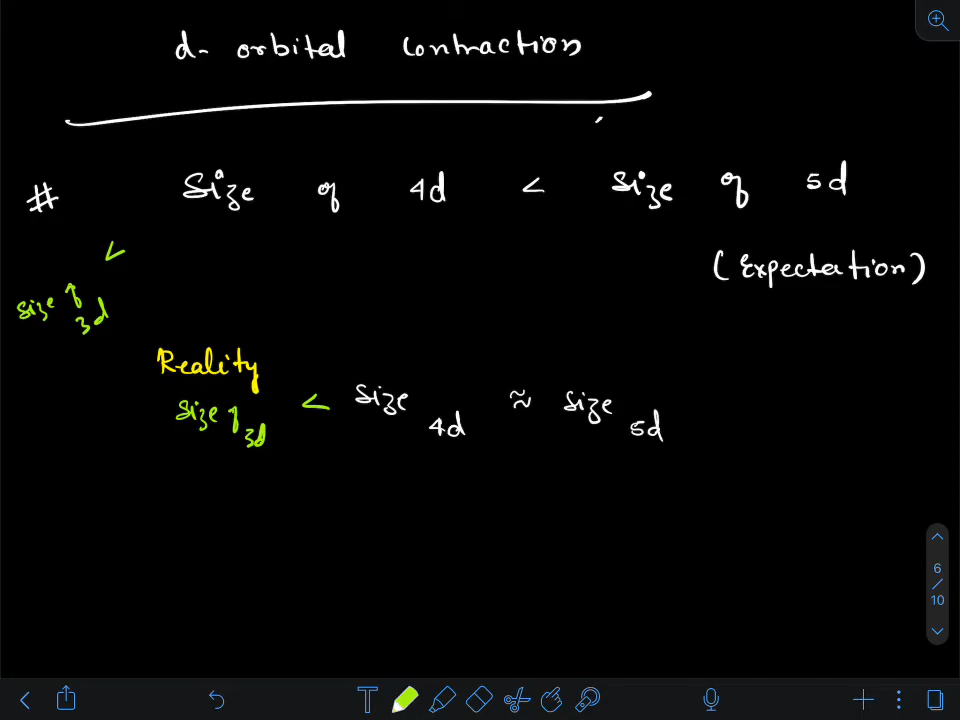 d- orbital contraction
# Size of 4d < Size of 5d
<
(Expectation)
size of 3d
Reality
size of 3d < size 4d ≈ size 5d
6
/
10
T